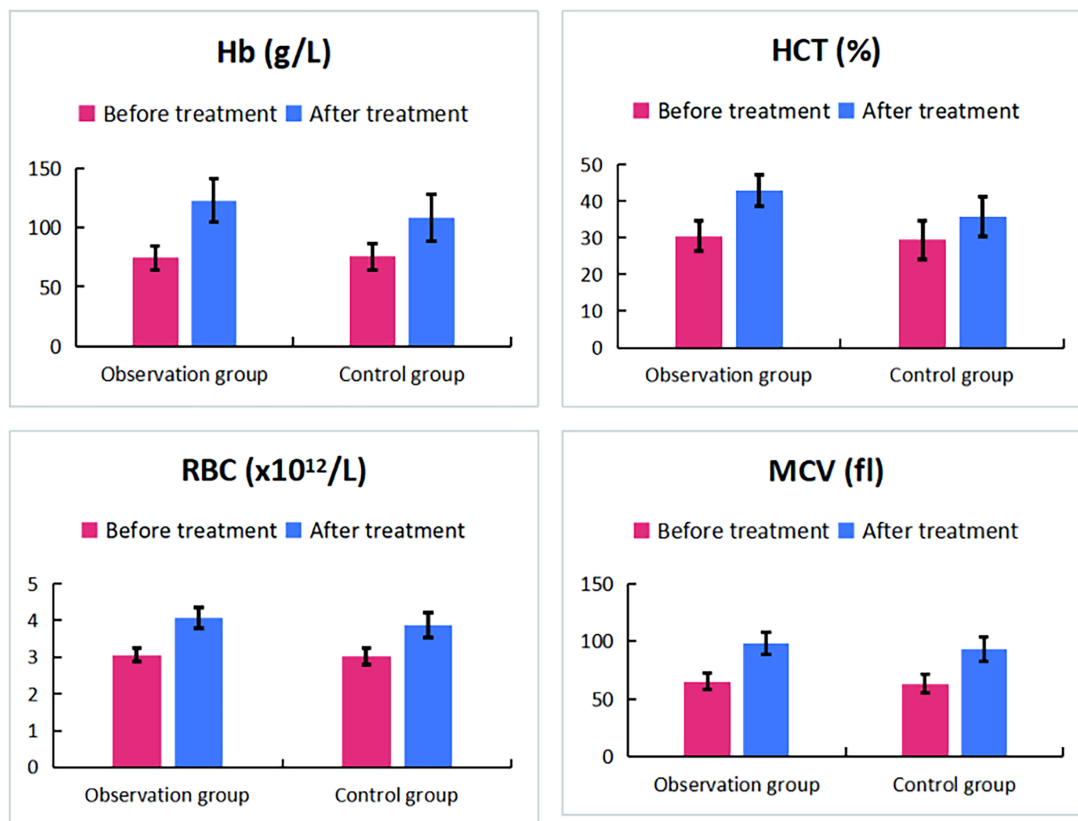 Hb (g/L)
Before treatment After treatment
150
100
50
0
Observation group Control group
HCT (%)
Before treatment After treatment
50
40
30
20
10
0
Observation group Control group
RBC (x10¹²/L)
Before treatment After treatment
5
4
3
2
1
0
Observation group Control group
MCV (fl)
Before treatment After treatment
150
100
50
0
Observation group Control group